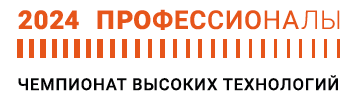 2024 ПРОФЕССИОНАЛЫ
ЧЕМПИОНАТ ВЫСОКИХ ТЕХНОЛОГИЙ